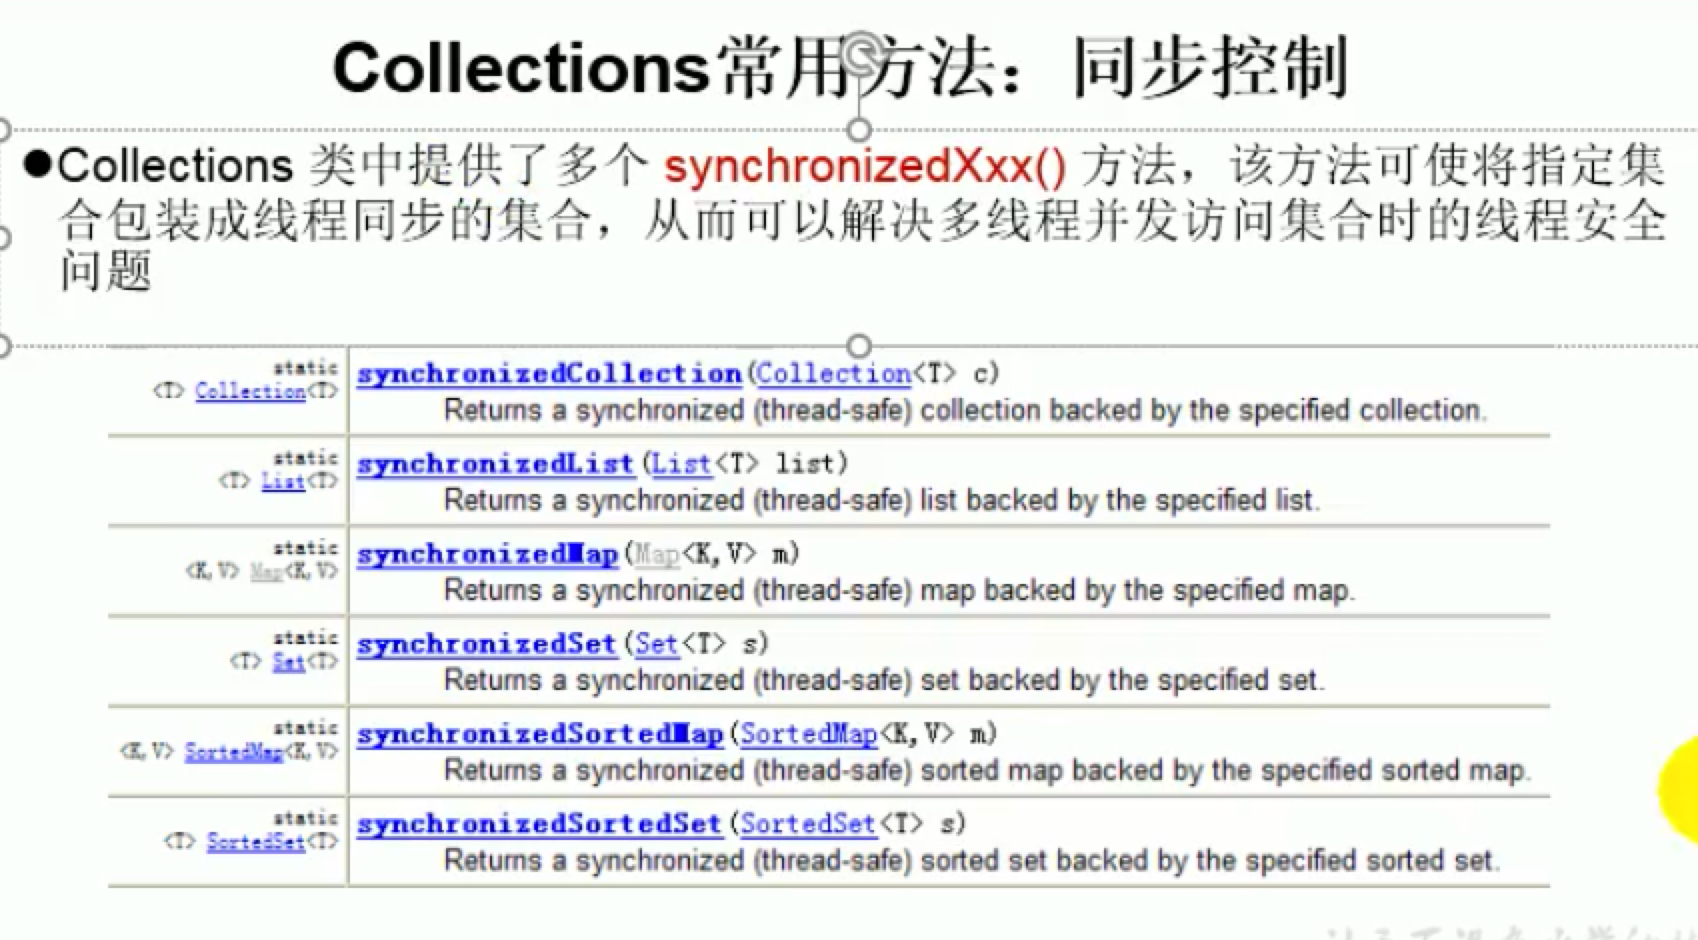 Collections常用方法：同步控制
●Collections 类中提供了多个 synchronizedXxx() 方法，该方法可使将指定集
合包装成线程同步的集合，从而可以解决多线程并发访问集合时的线程安全
问题
static
<T> Collection<T>
synchronizedCollection(Collection<T> c)
Returns a synchronized (thread-safe) collection backed by the specified collection.
static
<T> List<T>
synchronizedList(List<T> list)
Returns a synchronized (thread-safe) list backed by the specified list.
static
<K,V> Map<K,V>
synchronizedMap(Map<K,V> m)
Returns a synchronized (thread-safe) map backed by the specified map.
static
<T> Set<T>
synchronizedSet(Set<T> s)
Returns a synchronized (thread-safe) set backed by the specified set.
static
<K,V> SortedMap<K,V>
synchronizedSortedMap(SortedMap<K,V> m)
Returns a synchronized (thread-safe) sorted map backed by the specified sorted map.
static
<T> SortedSet<T>
synchronizedSortedSet(SortedSet<T> s)
Returns a synchronized (thread-safe) sorted set backed by the specified sorted set.